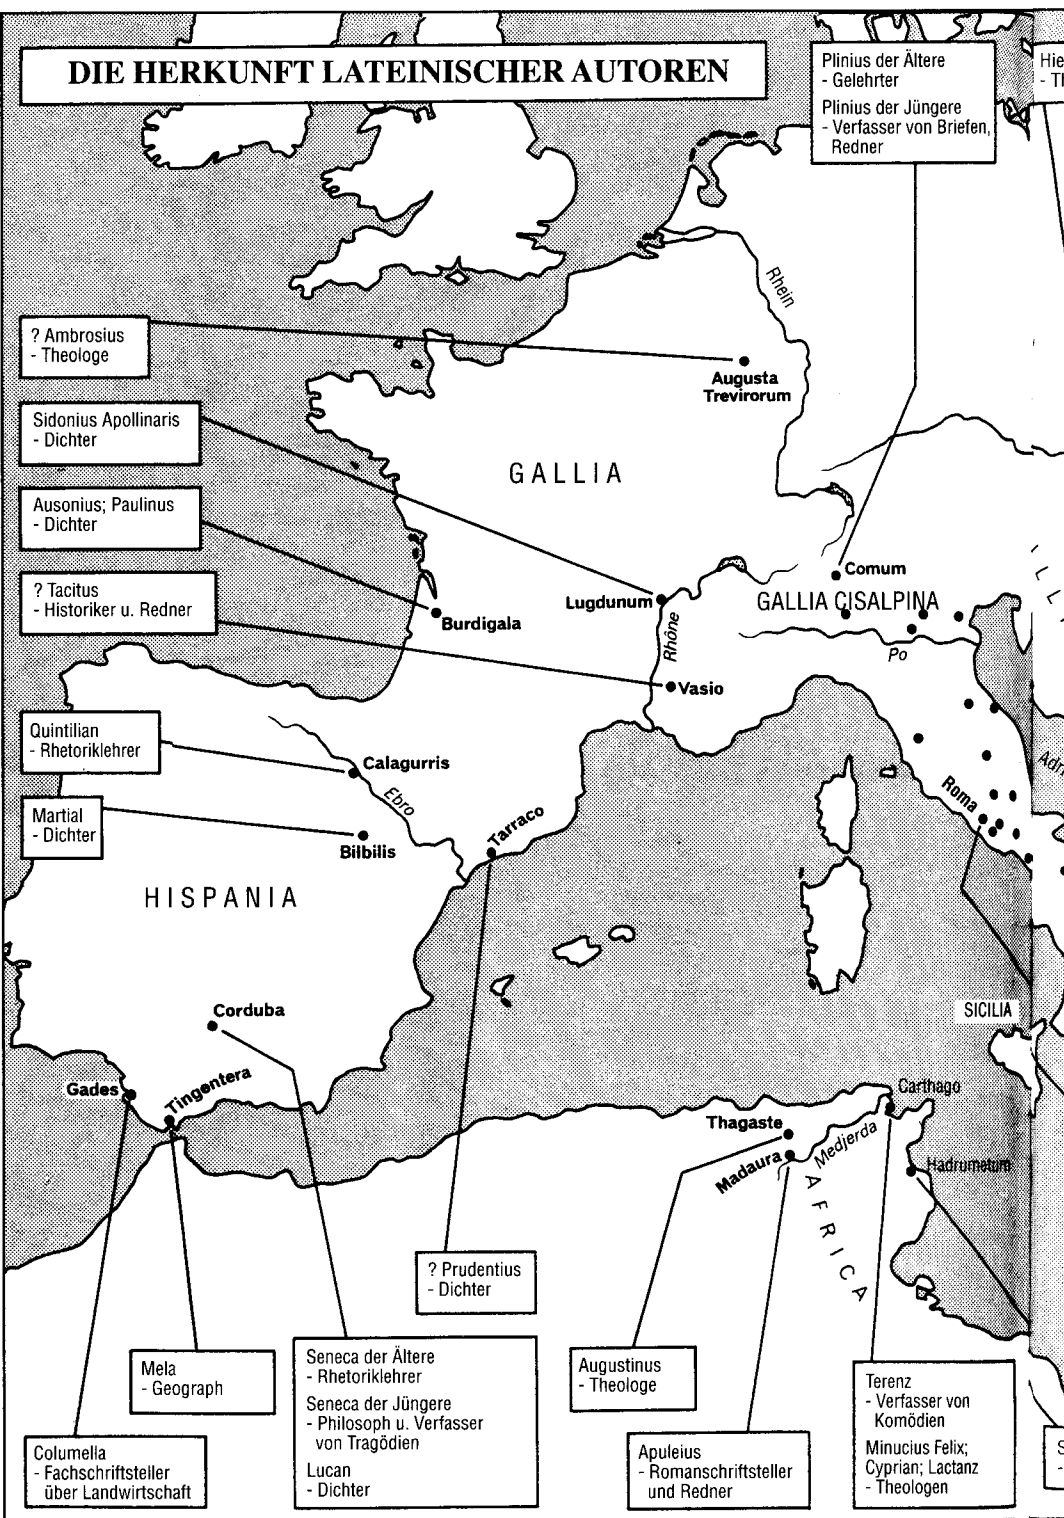 DIE HERKUNFT LATEINISCHER AUTOREN
Plinius der Ältere
- Gelehrter
Plinius der Jüngere
- Verfasser von Briefen,
Redner
Rhein
? Ambrosius
- Theologe
Augusta
Trevirorum
Sidonius Apollinaris
- Dichter
GALLIA
Ausonius; Paulinus
- Dichter
? Tacitus
- Historiker u. Redner
Comum
Lugdunum
GALLIA CISALPINA
Burdigala
Rhône
Po
Vasio
Quintilian
- Rhetoriklehrer
Calagurris
Ebro
Roma
Martial
- Dichter
Bilbilis
Tarraco
HISPANIA
Corduba
SICILIA
Gades
Tingentera
Carthago
Thagaste
Medjerda
Madaura
Hadrumetum
AFRICA
? Prudentius
- Dichter
Mela
- Geograph
Seneca der Ältere
- Rhetoriklehrer
Seneca der Jüngere
- Philosoph u. Verfasser
von Tragödien
Lucan
- Dichter
Augustinus
- Theologe
Terenz
- Verfasser von
Komödien
Minucius Felix;
Cyprian; Lactanz
- Theologen
Columella
- Fachschriftsteller
über Landwirtschaft
Apuleius
- Romanschriftsteller
und Redner